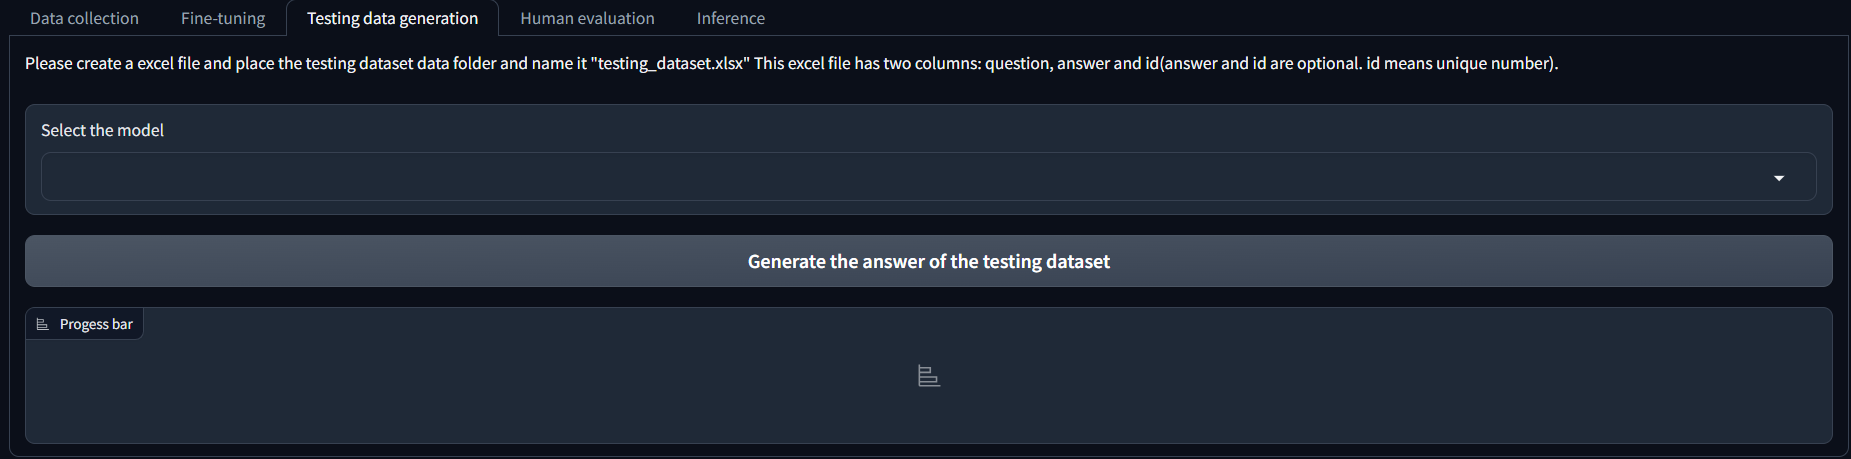 Data collection Fine-tuning Testing data generation Human evaluation Inference
Please create a excel file and place the testing dataset data folder and name it "testing_dataset.xlsx" This excel file has two columns: question, answer and id(answer and id are optional. id means unique number).
Select the model
Generate the answer of the testing dataset
Progess bar